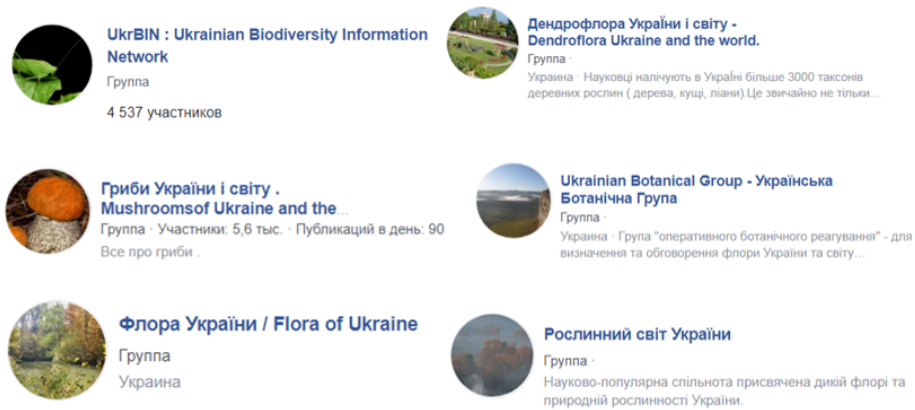 UkrBIN : Ukrainian Biodiversity Information
Network
Группа
4 537 участников
Дендрофлора УкраЇни і світу -
Dendroflora Ukraine and the world.
Группа ·
Украина · Науковці налічують в УкраЇні більше 3000 таксонів
деревних рослин ( дерева, кущі, ліани).Це звичайно не тільки...
Гриби України і світу .
Mushroomsof Ukraine and the...
Группа · Участники: 5,6 тыс. · Публикаций в день: 90
Все про гриби .
Ukrainian Botanical Group - Українська
Ботанічна Група
Группа ·
Украина · Група "оперативного ботанічного реагування" - для
визначення та обговорення флори України та світу...
Флора України / Flora of Ukraine
Группа
Украина
Рослинний світ України
Группа ·
Науково-популярна спільнота присвячена дикій флорі та
природній рослинності України.